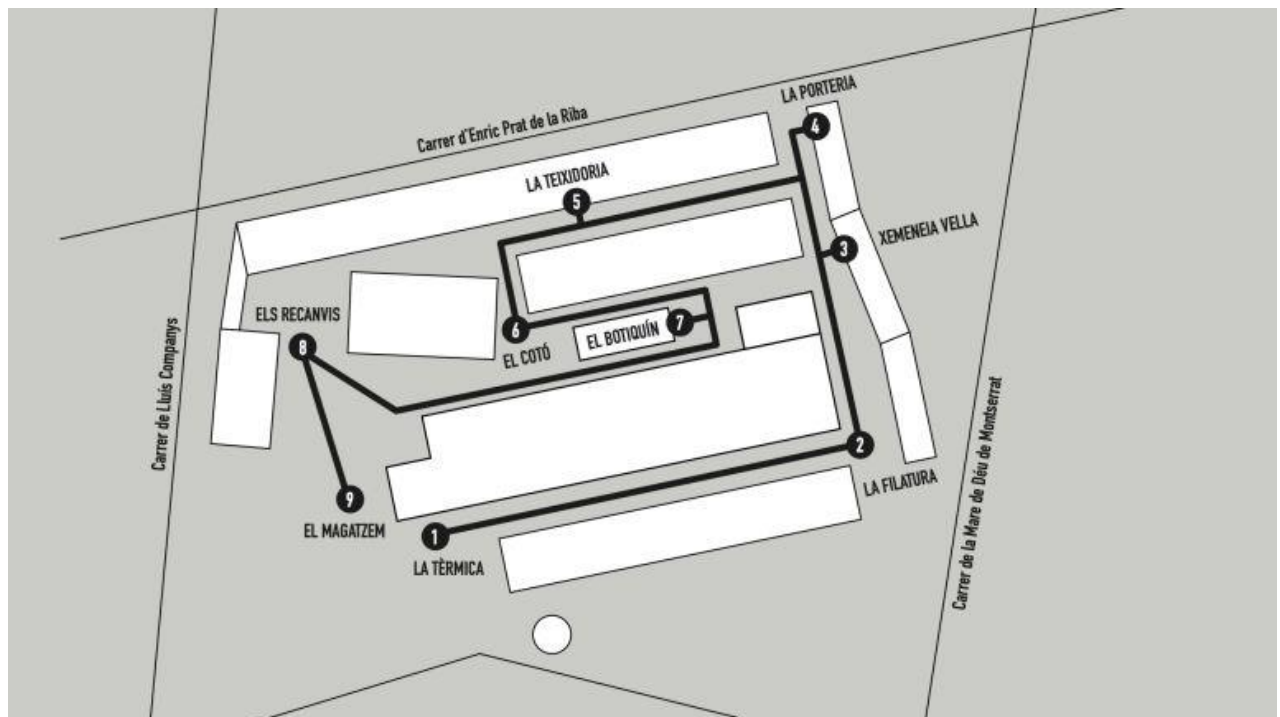 LA PORTERIA
4
Carrer d'Enric Prat de la Riba
LA TEIXIDORIA
5
XEMENEIA VELLA
3
ELS RECANVIS
8
6
EL COTÓ
EL BOTIQUÍN
7
Carrer de Lluís Companys
2
LA FILATURA
9
EL MAGATZEM
1
LA TÈRMICA
Carrer de la Mare de Déu de Montserrat